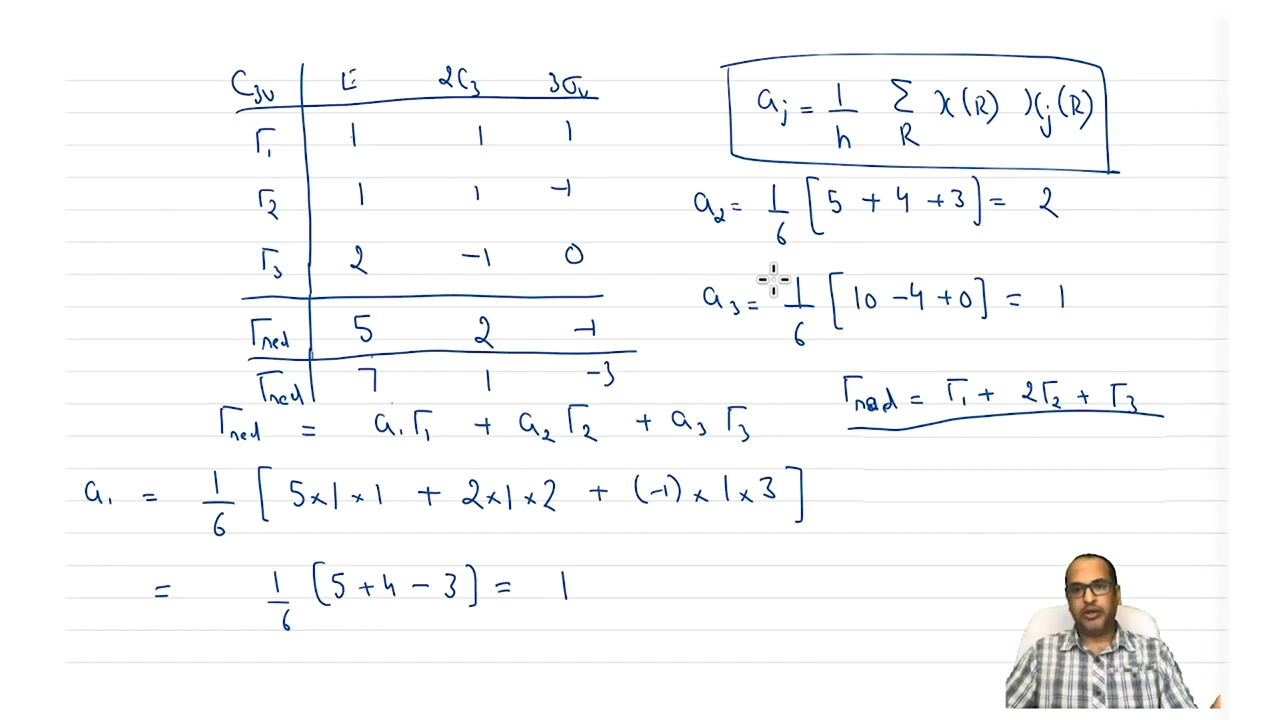 C3v E 2C3 3σv
Γ1 1 1 1
Γ2 1 1 -1
Γ3 2 -1 0
Γred 5 2 -1
Γred 7 1 -3
Γred = a1Γ1 + a2Γ2 + a3Γ3
a1 = 1/6 [5×1×1 + 2×1×2 + (-1)×1×3]
= 1/6 [5+4-3] = 1
aj = 1/h Σ_R χ(R) χj(R)
a2 = 1/6 [5 + 4 + 3] = 2
a3 = 1/6 [10 - 4 + 0] = 1
Γred = Γ1 + 2Γ2 + Γ3